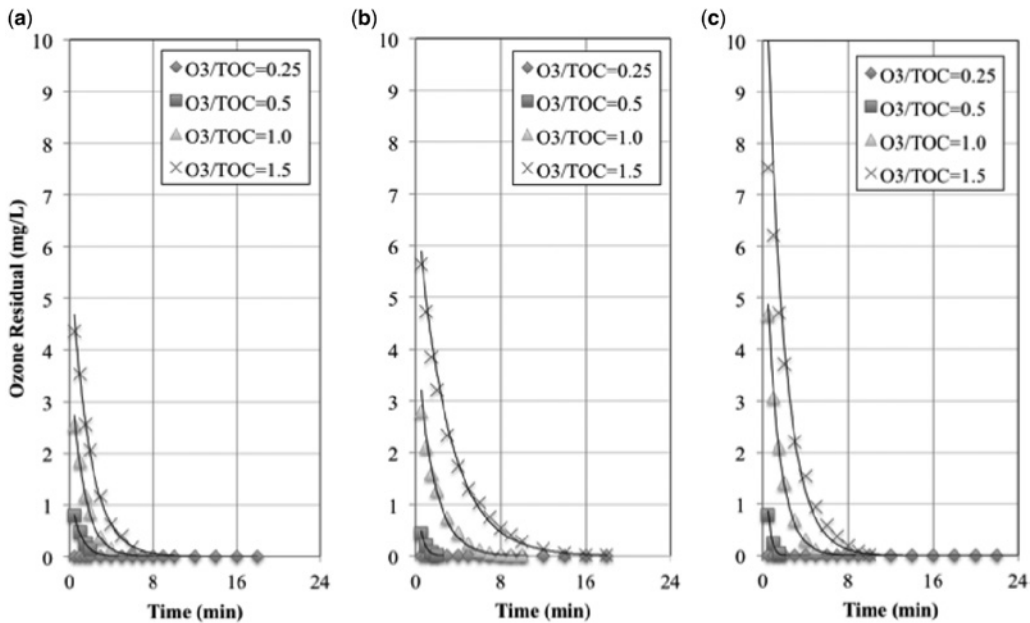 (a)
10
9
8
7
6
5
4
3
2
1
0
Ozone Residual (mg/L)
O3/TOC=0.25
O3/TOC=0.5
O3/TOC=1.0
O3/TOC=1.5
0 8 16 24
Time (min)
(b)
10
9
8
7
6
5
4
3
2
1
0
O3/TOC=0.25
O3/TOC=0.5
O3/TOC=1.0
O3/TOC=1.5
0 8 16 24
Time (min)
(c)
10
9
8
7
6
5
4
3
2
1
0
O3/TOC=0.25
O3/TOC=0.5
O3/TOC=1.0
O3/TOC=1.5
0 8 16 24
Time (min)